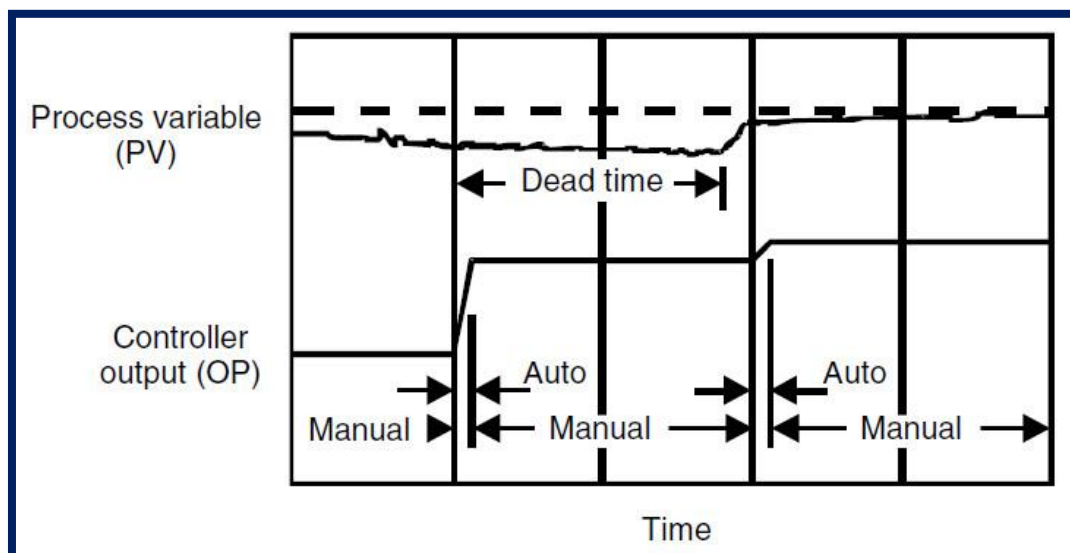 Process variable
(PV)
Dead time
Controller
output (OP)
Auto
Auto
Manual
Manual
Manual
Time